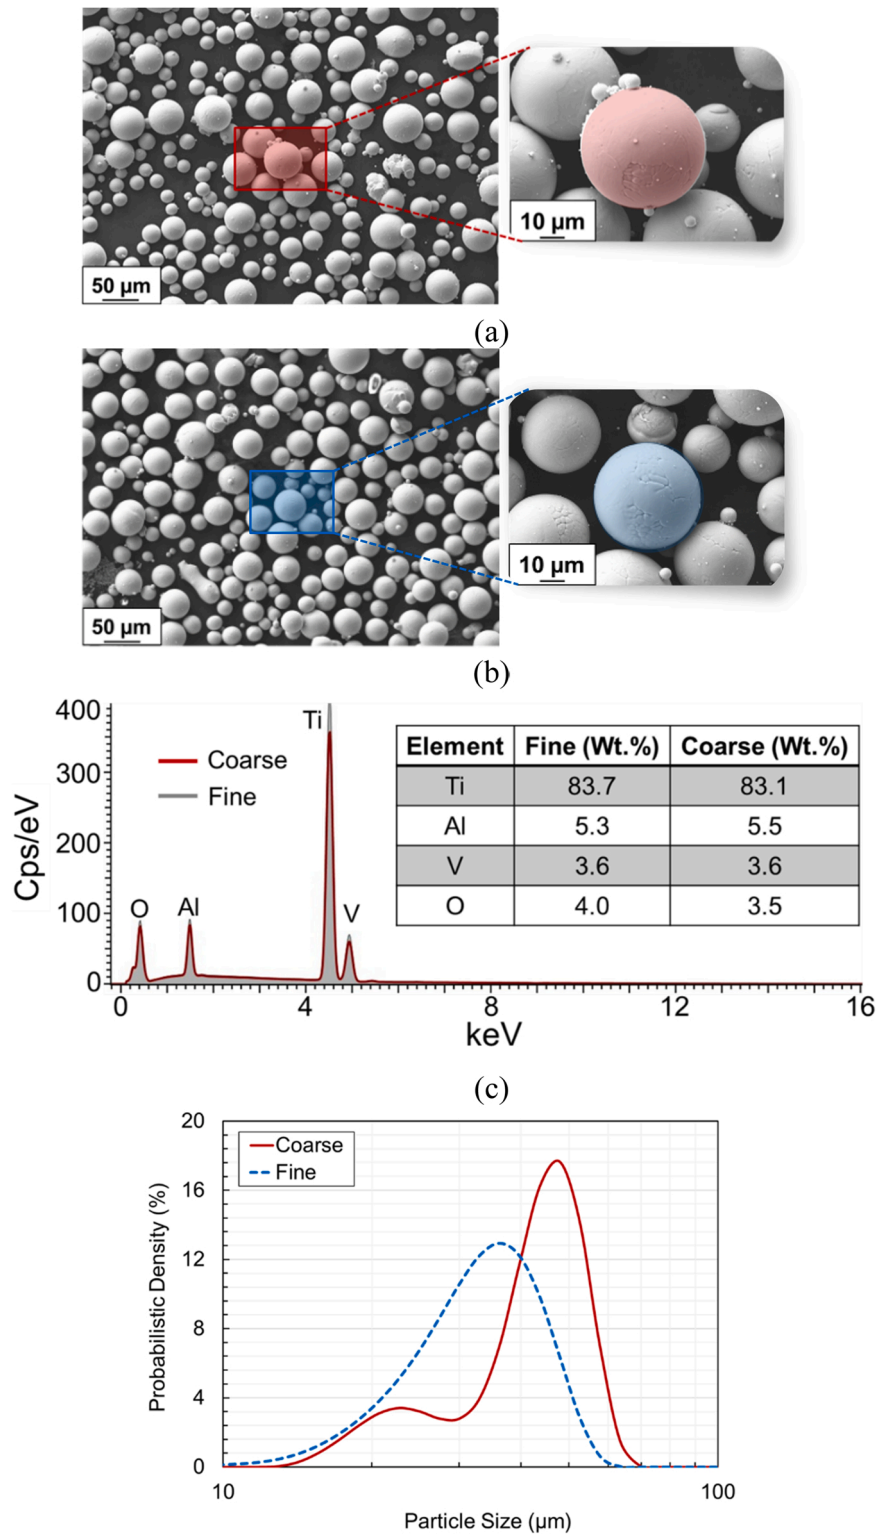 50 µm
10 µm
(a)
50 µm
10 µm
(b)
400
300
200
100
0
Cps/eV
Coarse
Fine
O
Al
Ti
V
Element Fine (Wt.%) Coarse (Wt.%)
Ti 83.7 83.1
Al 5.3 5.5
V 3.6 3.6
O 4.0 3.5
0 4 8 12 16
keV
(c)
20
16
12
8
4
0
Probabilistic Density (%)
Coarse
Fine
10 100
Particle Size (µm)